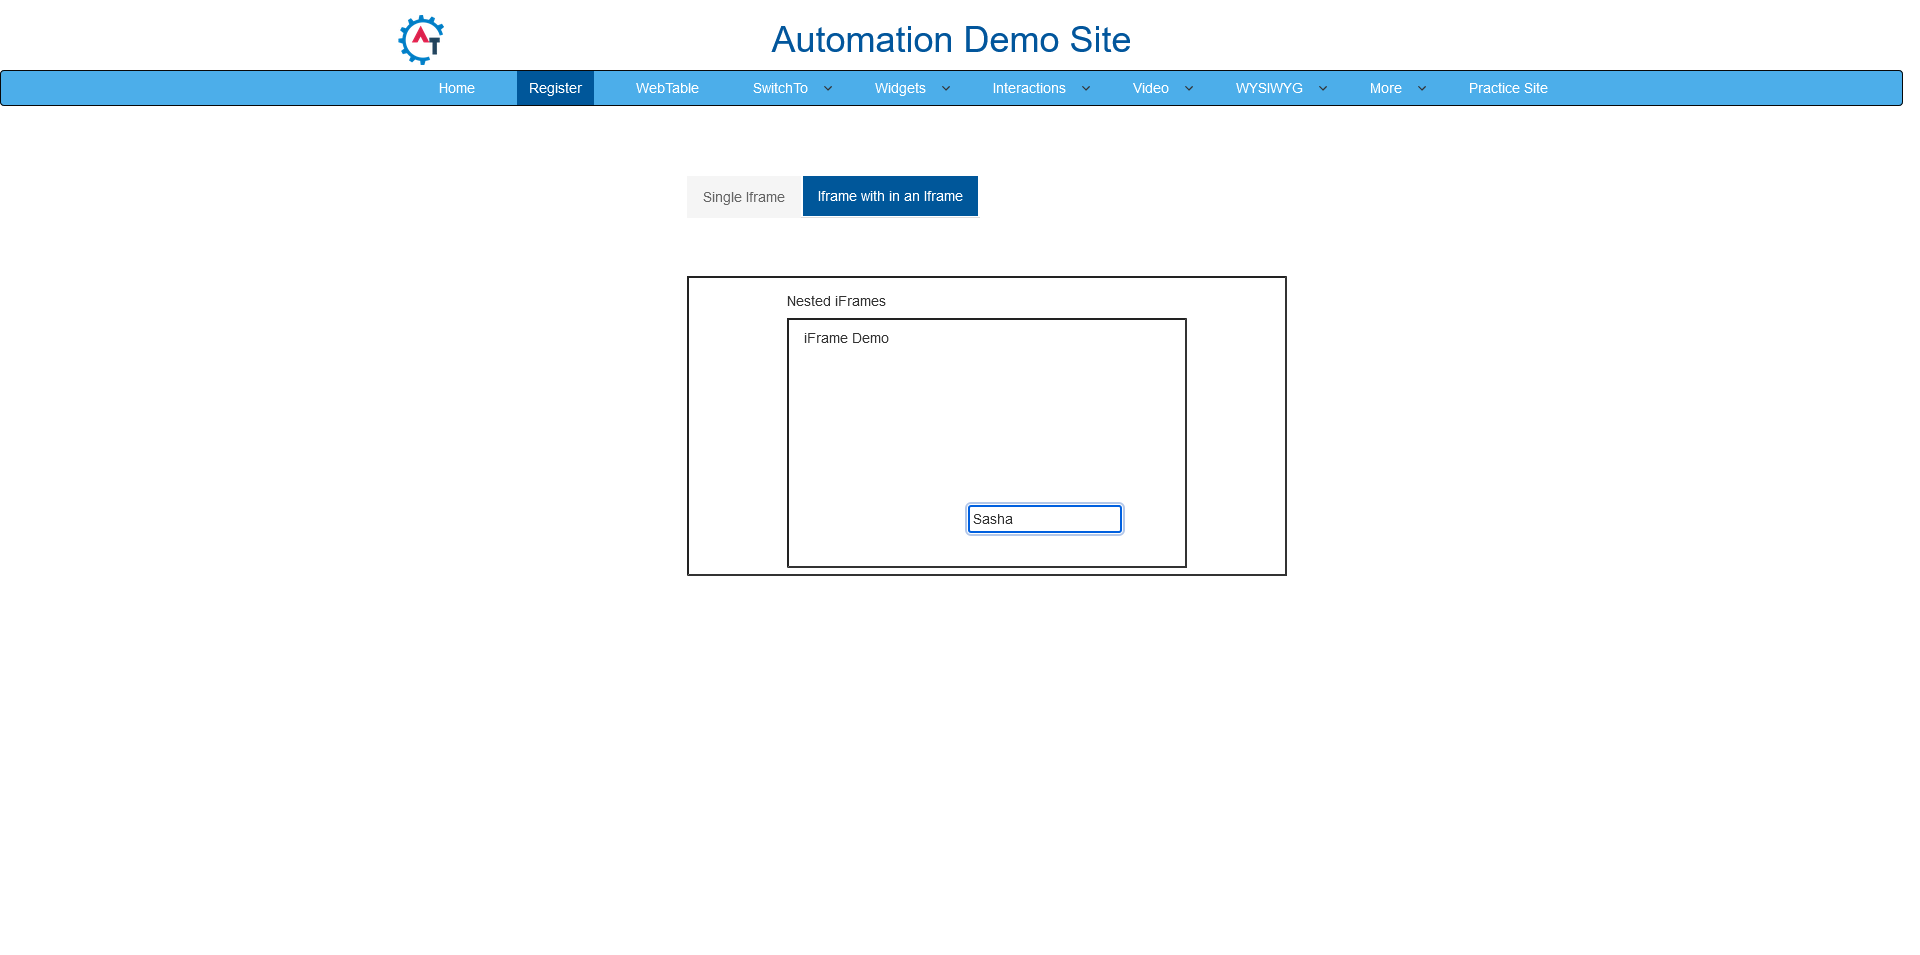 AT
Automation Demo Site
Home Register WebTable SwitchTo Widgets Interactions Video WYSIWYG More Practice Site
Single Iframe Iframe with in an Iframe
Nested iFrames
iFrame Demo
Sasha